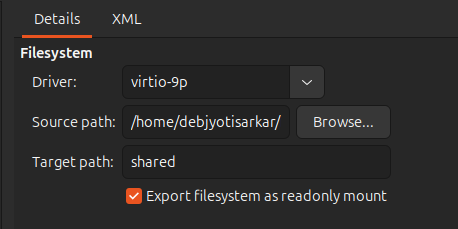 Details XML
Filesystem
Driver: virtio-9p
Source path: /home/debjyotisarkar/ Browse...
Target path: shared
Export filesystem as readonly mount